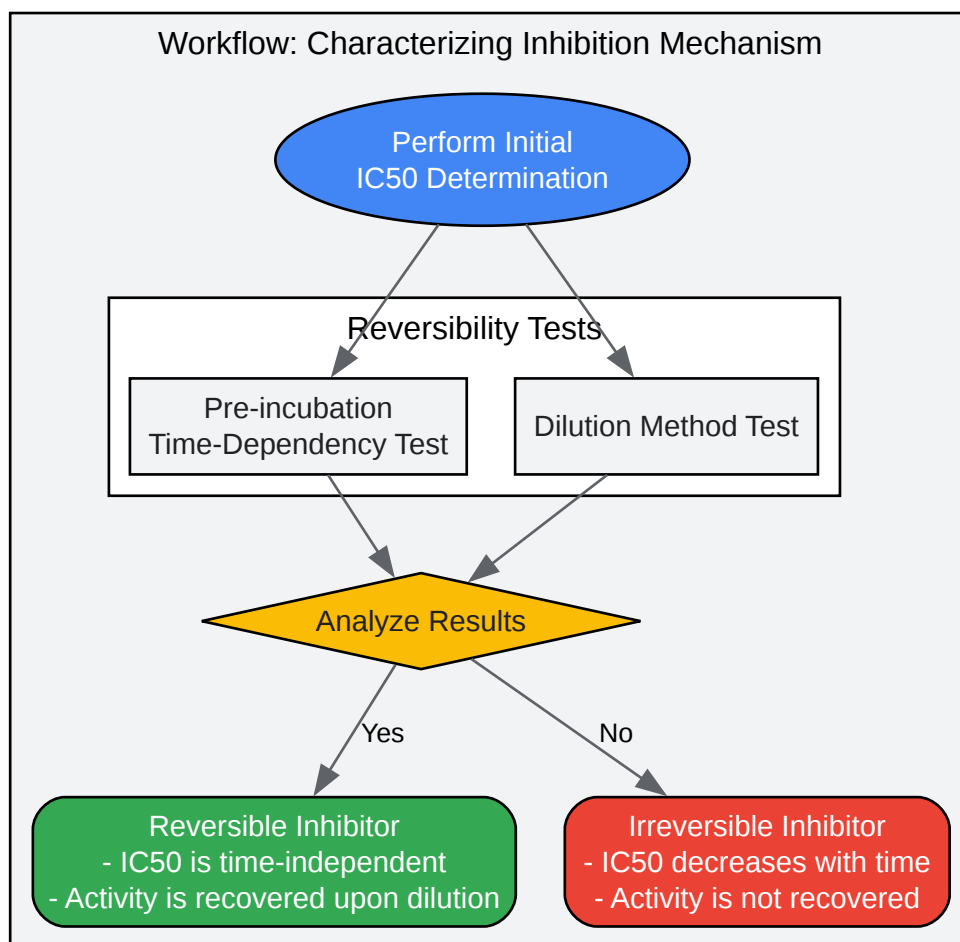 Workflow: Characterizing Inhibition Mechanism
Perform Initial
IC50 Determination
Reversibility Tests
Pre-incubation
Time-Dependency Test
Dilution Method Test
Analyze Results
Yes
No
Reversible Inhibitor
- IC50 is time-independent
- Activity is recovered upon dilution
Irreversible Inhibitor
- IC50 decreases with time
- Activity is not recovered